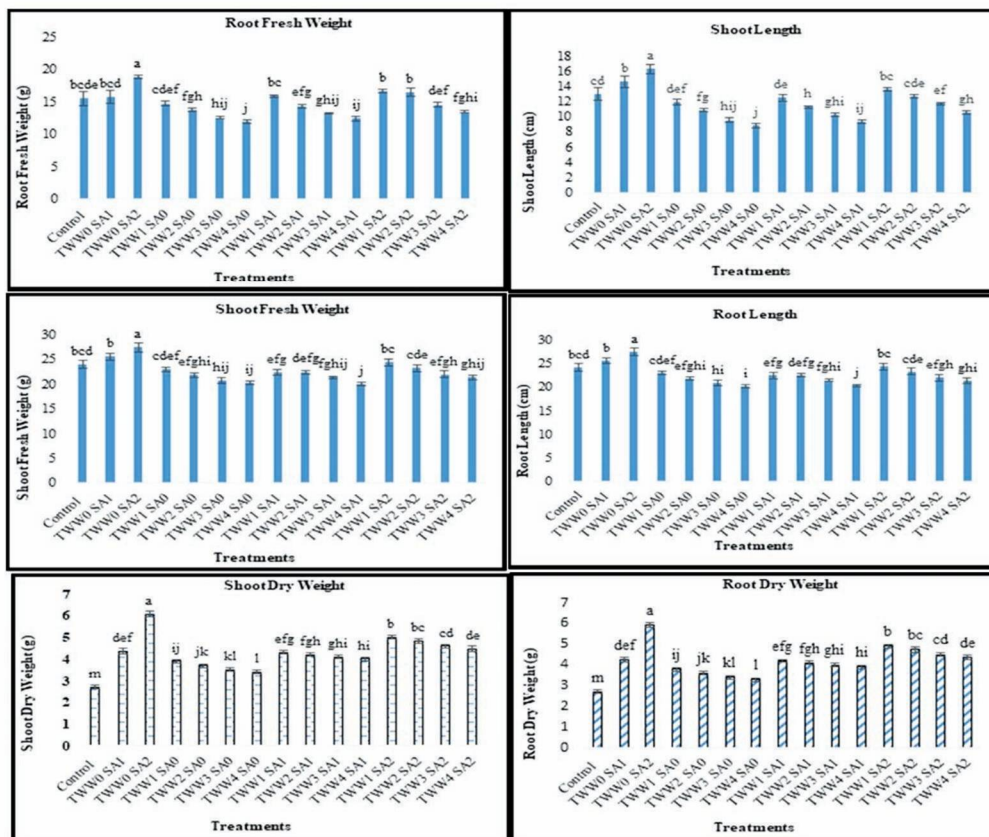 Root Fresh Weight
Root Fresh Weight (g)
25
20
15
10
5
0
bcde
bcd
a
cdef
fgh
hij
j
bc
efg
ghij
ij
b
b
def
fghi
Control
TWW0 SA1
TWW0 SA2
TWW1 SA0
TWW2 SA0
TWW3 SA0
TWW4 SA0
TWW1 SA1
TWW2 SA1
TWW3 SA1
TWW4 SA1
TWW1 SA2
TWW2 SA2
TWW3 SA2
TWW4 SA2
Treatments
Shoot Length
Shoot Length (cm)
18
16
14
12
10
8
6
4
2
0
cd
b
a
def
fg
hij
j
de
h
ghi
ij
bc
cde
ef
gh
Control
TWW0 SA1
TWW0 SA2
TWW1 SA0
TWW2 SA0
TWW3 SA0
TWW4 SA0
TWW1 SA1
TWW2 SA1
TWW3 SA1
TWW4 SA1
TWW1 SA2
TWW2 SA2
TWW3 SA2
TWW4 SA2
Treatments
Shoot Fresh Weight
Shoot Fresh Weight (g)
30
25
20
15
10
5
0
bcd
b
a
cdef
efghi
hij
ij
efg
defg
fghij
j
bc
cde
efgh
ghij
Control
TWW0 SA1
TWW0 SA2
TWW1 SA0
TWW2 SA0
TWW3 SA0
TWW4 SA0
TWW1 SA1
TWW2 SA1
TWW3 SA1
TWW4 SA1
TWW1 SA2
TWW2 SA2
TWW3 SA2
TWW4 SA2
Treatments
Root Length
Root Length (cm)
30
25
20
15
10
5
0
bcd
b
a
cdef
efghi
hi
i
efg
defg
fghi
j
bc
cde
efgh
ghi
Control
TWW0 SA1
TWW0 SA2
TWW1 SA0
TWW2 SA0
TWW3 SA0
TWW4 SA0
TWW1 SA1
TWW2 SA1
TWW3 SA1
TWW4 SA1
TWW1 SA2
TWW2 SA2
TWW3 SA2
TWW4 SA2
Treatments
Shoot Dry Weight
Shoot Dry Weight (g)
7
6
5
4
3
2
1
0
m
def
a
ij
jk
kl
l
efg
fgh
ghi
hi
b
bc
cd
de
Control
TWW0 SA1
TWW0 SA2
TWW1 SA0
TWW2 SA0
TWW3 SA0
TWW4 SA0
TWW1 SA1
TWW2 SA1
TWW3 SA1
TWW4 SA1
TWW1 SA2
TWW2 SA2
TWW3 SA2
TWW4 SA2
Treatments
Root Dry Weight
Root Dry Weight (g)
7
6
5
4
3
2
1
0
m
def
a
ij
jk
kl
l
efg
fgh
ghi
hi
b
bc
cd
de
Control
TWW0 SA1
TWW0 SA2
TWW1 SA0
TWW2 SA0
TWW3 SA0
TWW4 SA0
TWW1 SA1
TWW2 SA1
TWW3 SA1
TWW4 SA1
TWW1 SA2
TWW2 SA2
TWW3 SA2
TWW4 SA2
Treatments